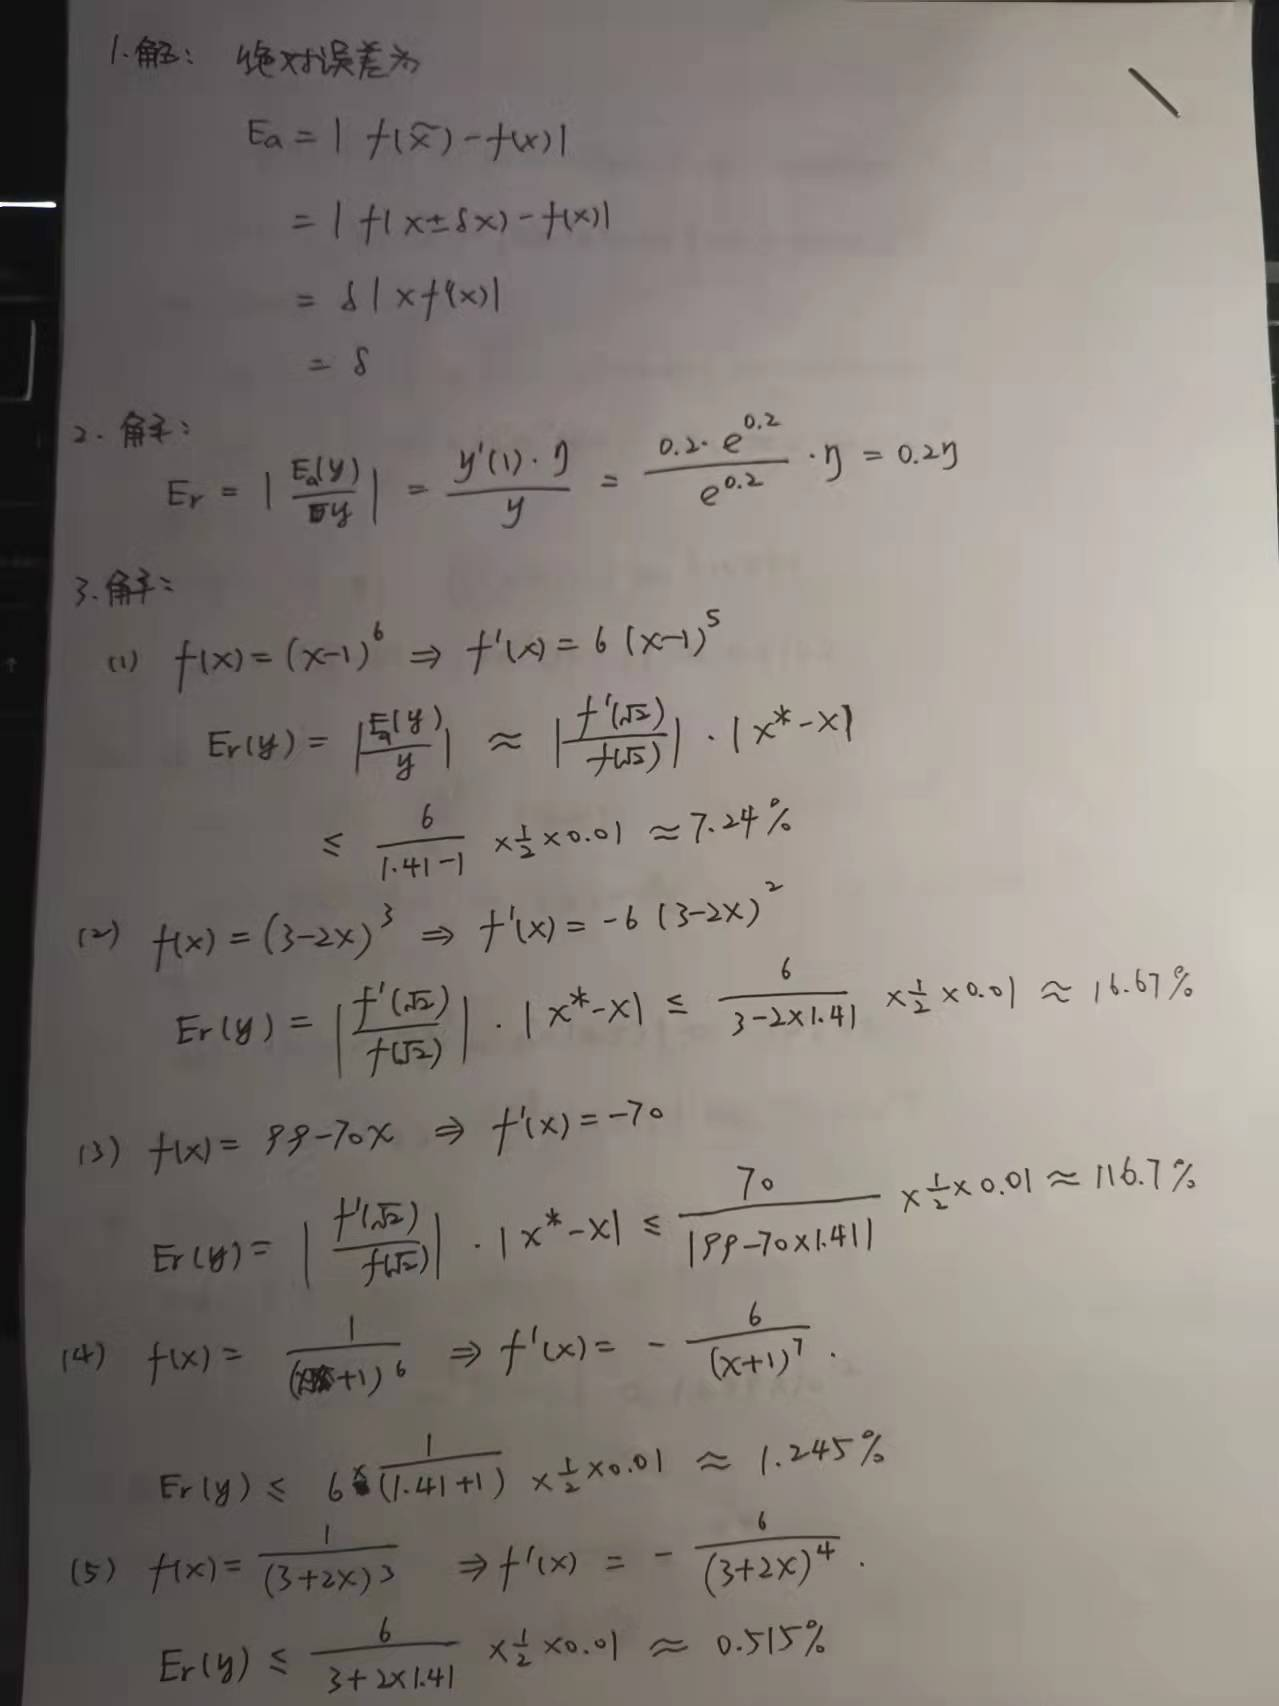 1.解： 绝对误差为
Ea = | f(x̃) - f(x) |
= | f(x±δx) - f(x) |
= δ | x f'(x) |
= δ
2. 解：
Er = | Ea(y) / y | = y'(1)·η / y = 0.2·e^0.2 / e^0.2 · η = 0.2η
3. 解：
(1) f(x) = (x-1)^6 ⇒ f'(x) = 6 (x-1)^5
Er(y) = | Ea(y) / y | ≈ | f'(√2) / f(√2) | · | x* - x |
≤ 6 / (1.41-1) × 1/2 × 0.01 ≈ 7.24%
(2) f(x) = (3-2x)^3 ⇒ f'(x) = -6 (3-2x)^2
Er(y) = | f'(√2) / f(√2) | · | x* - x | ≤ 6 / (3-2×1.41) × 1/2 × 0.01 ≈ 16.67%
(3) f(x) = 99-70x ⇒ f'(x) = -70
Er(y) = | f'(√2) / f(√2) | · | x* - x | ≤ 70 / |99-70×1.41| × 1/2 × 0.01 ≈ 116.7%
(4) f(x) = 1 / (x+1)^6 ⇒ f'(x) = - 6 / (x+1)^7 .
Er(y) ≤ 6 × 1 / (1.41+1) × 1/2 × 0.01 ≈ 1.245%
(5) f(x) = 1 / (3+2x)^3 ⇒ f'(x) = - 6 / (3+2x)^4 .
Er(y) ≤ 6 / (3+2×1.41) × 1/2 × 0.01 ≈ 0.515%